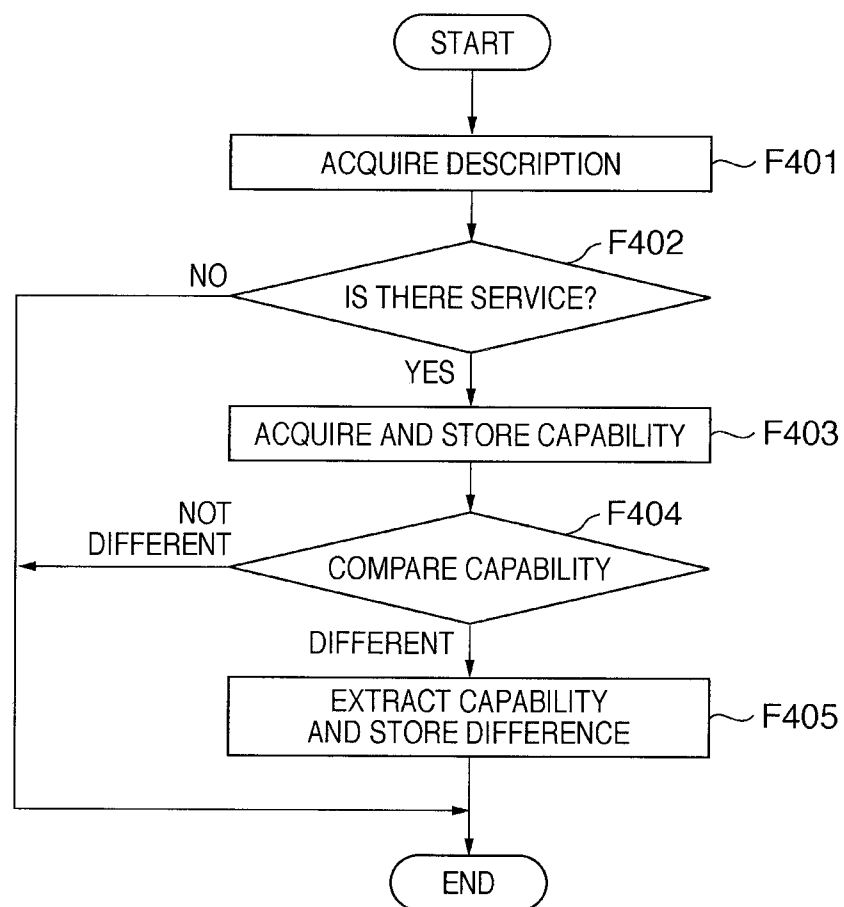 START
ACQUIRE DESCRIPTION
F401
F402
NO
IS THERE SERVICE?
YES
ACQUIRE AND STORE CAPABILITY
F403
NOT
DIFFERENT
F404
COMPARE CAPABILITY
DIFFERENT
EXTRACT CAPABILITY
AND STORE DIFFERENCE
F405
END